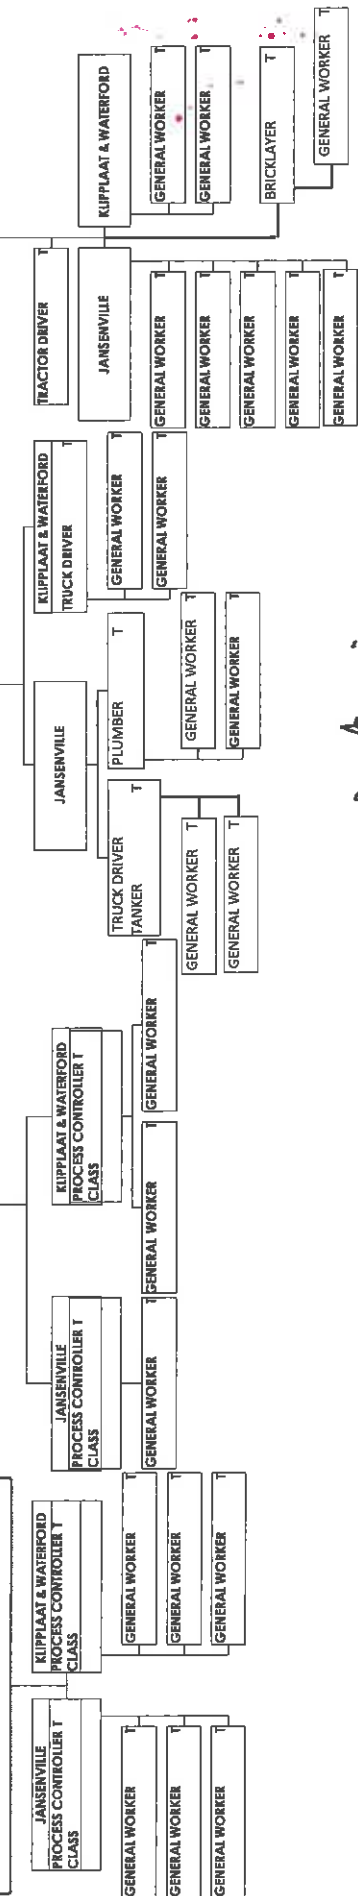 JANSENVILLE
PROCESS CONTROLLER T
CLASS
GENERAL WORKER T
GENERAL WORKER T
GENERAL WORKER T
KLIPPLAAT & WATERFORD
PROCESS CONTROLLER T
CLASS
GENERAL WORKER T
GENERAL WORKER T
GENERAL WORKER T
JANSENVILLE
PROCESS CONTROLLER T
CLASS
GENERAL WORKER T
KLIPPLAAT & WATERFORD
PROCESS CONTROLLER T
CLASS
GENERAL WORKER T
GENERAL WORKER T
JANSENVILLE
TRUCK DRIVER
TANKER T
GENERAL WORKER T
GENERAL WORKER T
PLUMBER T
GENERAL WORKER T
GENERAL WORKER T
KLIPPLAAT & WATERFORD
TRUCK DRIVER T
GENERAL WORKER T
GENERAL WORKER T
TRACTOR DRIVER T
JANSENVILLE
GENERAL WORKER T
GENERAL WORKER T
GENERAL WORKER T
GENERAL WORKER T
GENERAL WORKER T
KLIPPLAAT & WATERFORD
GENERAL WORKER T
GENERAL WORKER T
BRICKLAYER T
GENERAL WORKER T